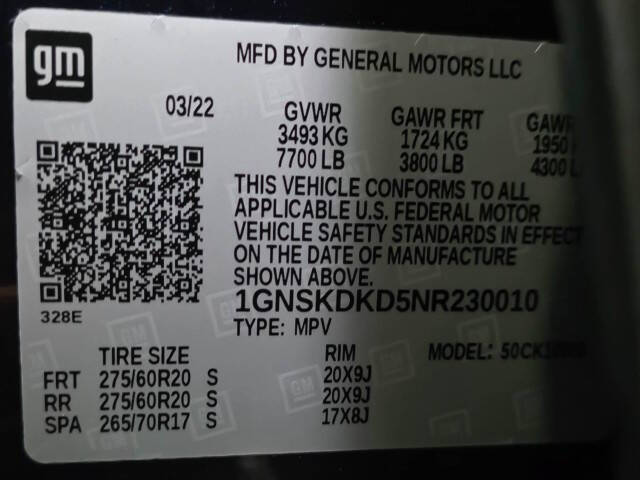 gm
MFD BY GENERAL MOTORS LLC
03/22 GVWR GAWR FRT
3493 KG 1724 KG 1950
7700 LB 3800 LB 4300
THIS VEHICLE CONFORMS TO ALL
APPLICABLE U.S. FEDERAL MOTOR
VEHICLE SAFETY STANDARDS IN EFFECT
ON THE DATE OF MANUFACTURE
SHOWN ABOVE.
328E
1GNSKDKD5NR230010
TYPE: MPV
TIRE SIZE RIM MODEL:
FRT 275/60R20 S 20X9J
RR 275/60R20 S 20X9J
SPA 265/70R17 S 17X8J